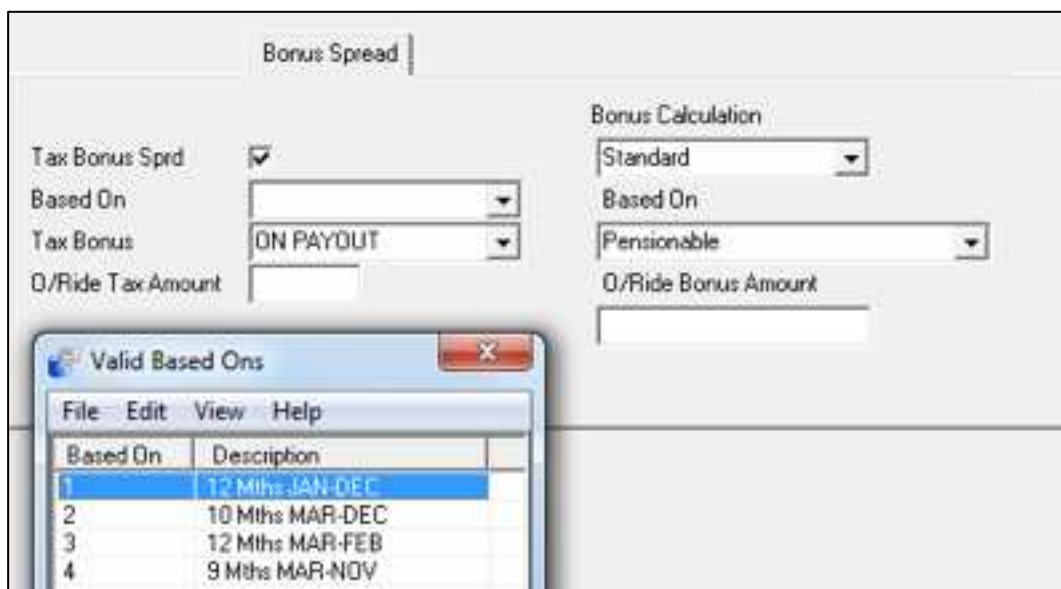 Bonus Spread
Bonus Calculation
Tax Bonus Sprd
Standard
Based On
Based On
Tax Bonus
ON PAYOUT
Pensionable
O/Ride Tax Amount
O/Ride Bonus Amount
Valid Based Ons
File Edit View Help
Based On Description
1 12 Mths JAN-DEC
2 10 Mths MAR-DEC
3 12 Mths MAR-FEB
4 9 Mths MAR-NOV